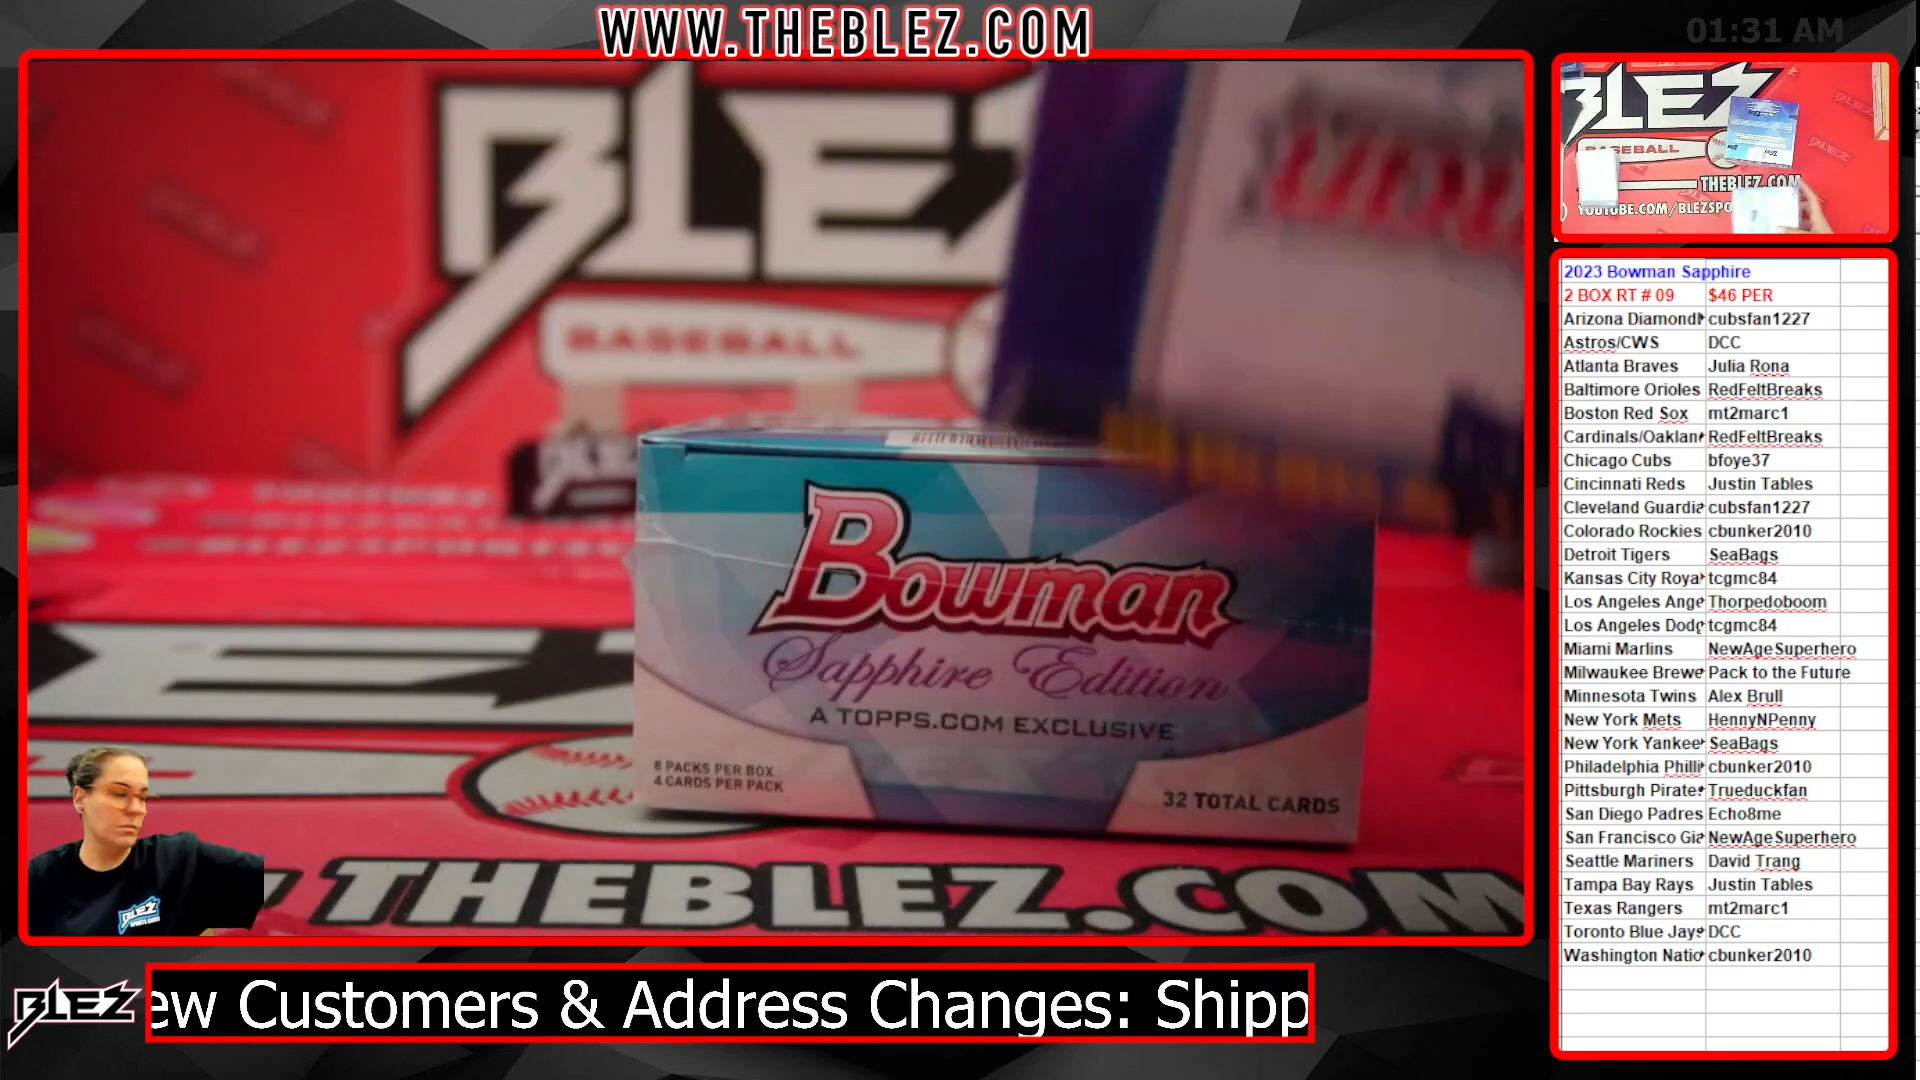 WWW.THEBLEZ.COM
01:31 AM
BLEZ
BASEBALL
Bowman
Sapphire Edition
A TOPPS.COM EXCLUSIVE
8 PACKS PER BOX
4 CARDS PER PACK
32 TOTAL CARDS
THEBLEZ.COM
BLEZ
BLEZ
BASEBALL
THEBLEZ.COM
YOUTUBE.COM/BLEZSPO
2023 Bowman Sapphire
2 BOX RT # 09 $46 PER
Arizona Diamondb cubsfan1227
Astros/CWS DCC
Atlanta Braves Julia Rona
Baltimore Orioles RedFeltBreaks
Boston Red Sox mt2marc1
Cardinals/Oaklan RedFeltBreaks
Chicago Cubs bfoye37
Cincinnati Reds Justin Tables
Cleveland Guardia cubsfan1227
Colorado Rockies cbunker2010
Detroit Tigers SeaBags
Kansas City Roya tcgmc84
Los Angeles Ange Thorpedoboom
Los Angeles Dodg tcgmc84
Miami Marlins NewAgeSuperhero
Milwaukee Brewe Pack to the Future
Minnesota Twins Alex Brull
New York Mets HennyNPenny
New York Yankee SeaBags
Philadelphia Philli cbunker2010
Pittsburgh Pirate Trueduckfan
San Diego Padres Echo8me
San Francisco Gia NewAgeSuperhero
Seattle Mariners David Trang
Tampa Bay Rays Justin Tables
Texas Rangers mt2marc1
Toronto Blue Jays DCC
Washington Natio cbunker2010
BLEZ
ew Customers & Address Changes: Shipp